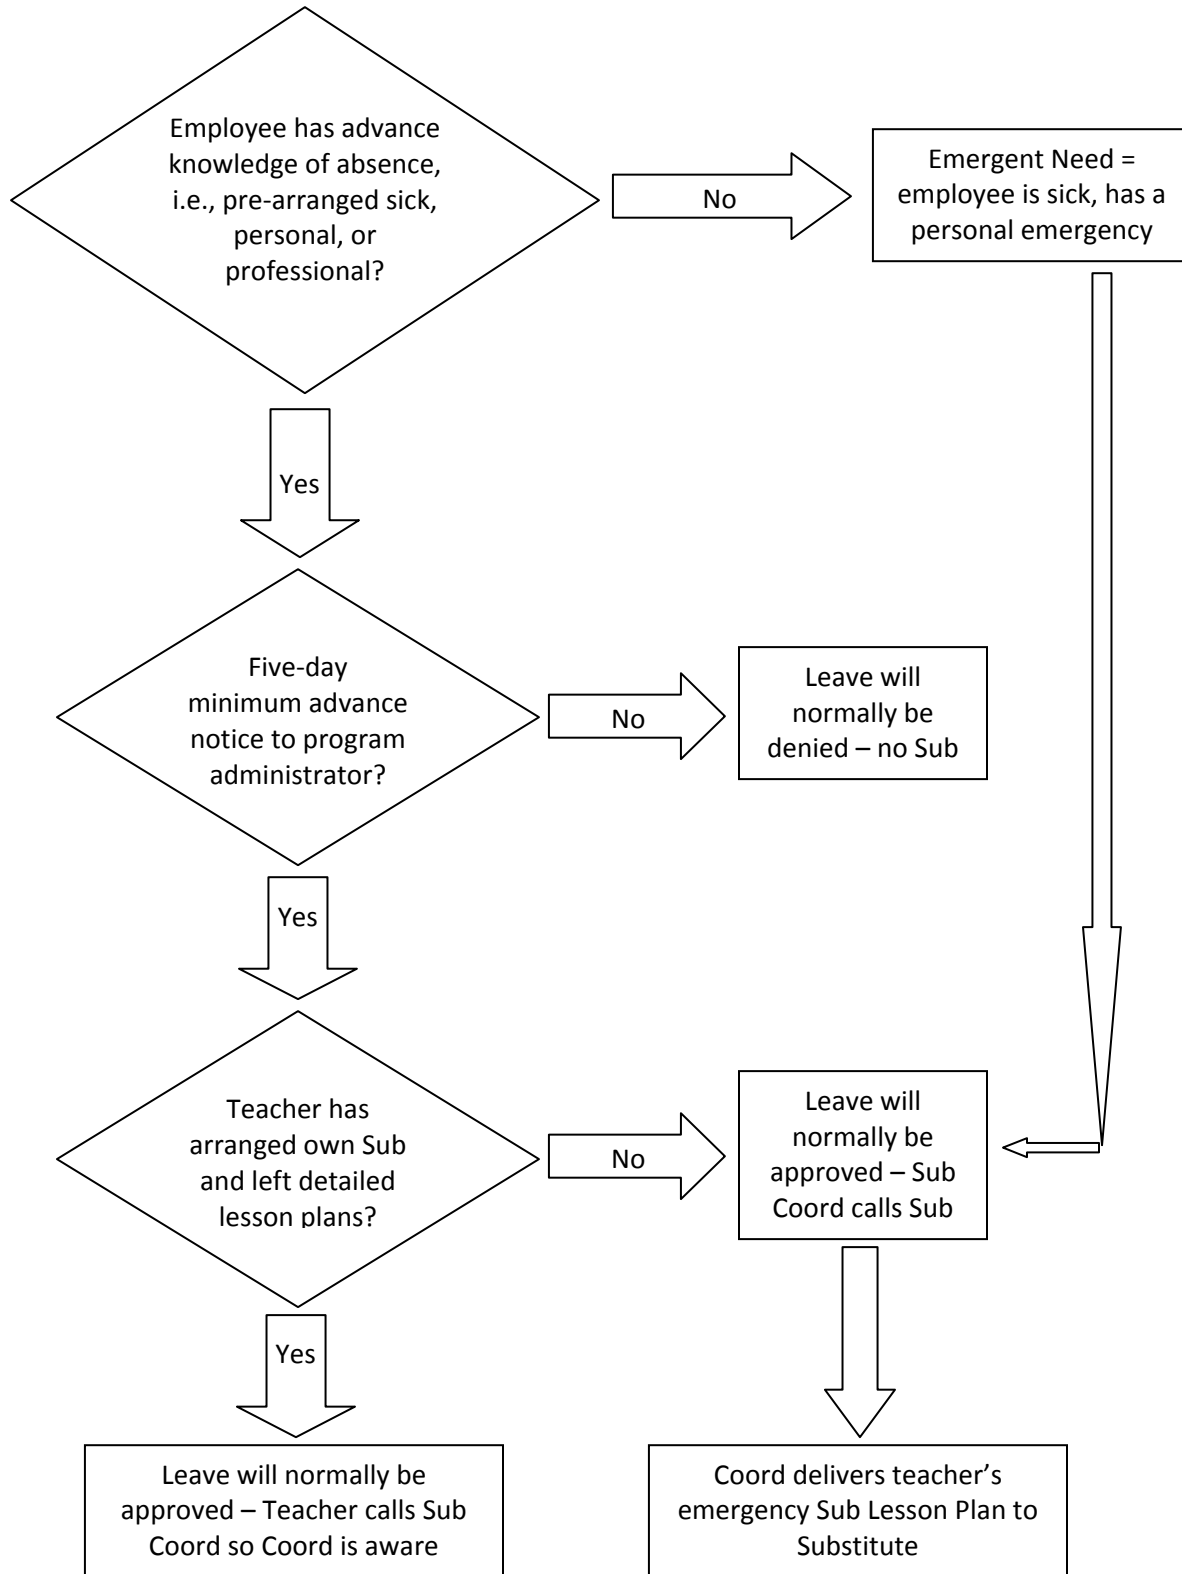 Employee has advance
knowledge of absence,
i.e., pre-arranged sick,
personal, or
professional?
No
Emergent Need =
employee is sick, has a
personal emergency
Yes
Five-day
minimum advance
notice to program
administrator?
No
Leave will
normally be
denied – no Sub
Yes
Teacher has
arranged own Sub
and left detailed
lesson plans?
No
Leave will
normally be
approved – Sub
Coord calls Sub
Yes
Leave will normally be
approved – Teacher calls Sub
Coord so Coord is aware
Coord delivers teacher’s
emergency Sub Lesson Plan to
Substitute